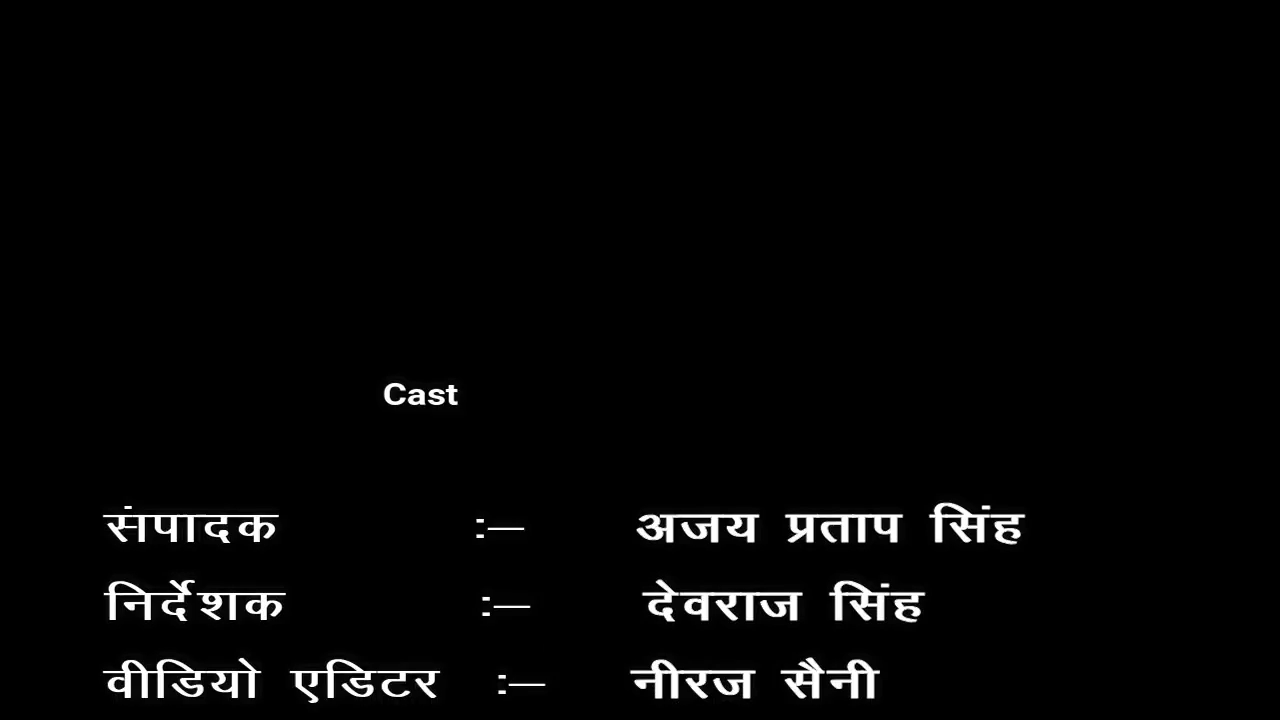 Cast
संपादक :— अजय प्रताप सिंह
निर्देशक :— देवराज सिंह
वीडियो एडिटर :— नीरज सैनी